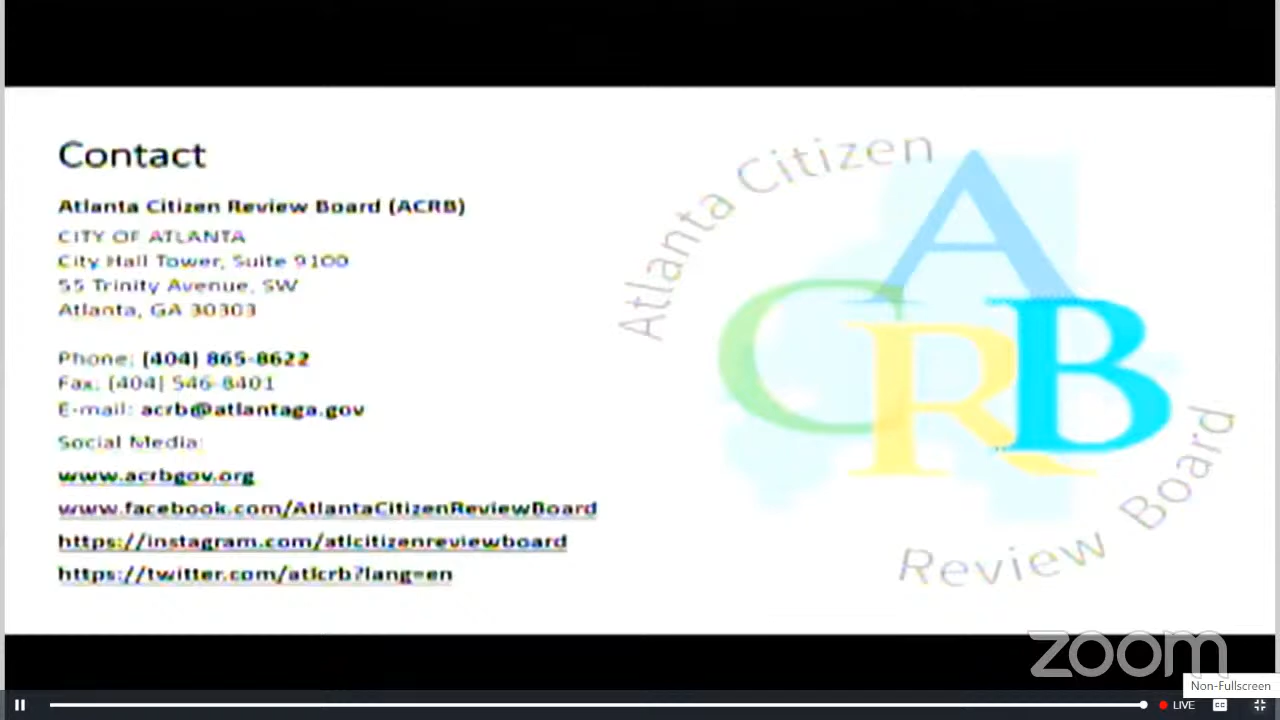 Contact
Atlanta Citizen Review Board (ACRB)
CITY OF ATLANTA
City Hall Tower, Suite 9100
55 Trinity Avenue, SW
Atlanta, GA 30303
Phone: (404) 865-8622
Fax: (404) 546-8401
E-mail: acrb@atlantaga.gov
Social Media:
www.acrbgov.org
www.facebook.com/AtlantaCitizenReviewBoard
https://instagram.com/atlcitizenreviewboard
https://twitter.com/atlcrb?lang=en
Atlanta Citizen
A
C R B
Review Board
zoom
Non-Fullscreen
LIVE
CC